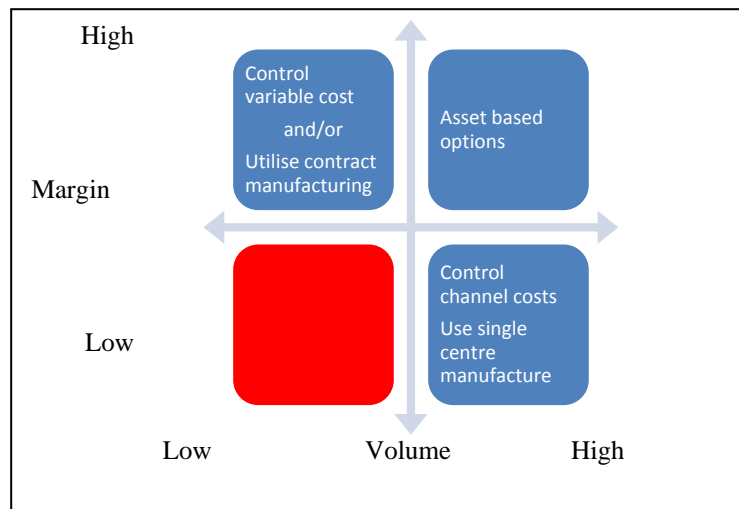 High
Control
variable cost
and/or
Utilise contract
manufacturing
Asset based
options
Margin
Control
channel costs
Use single
centre
manufacture
Low
Low
Volume
High